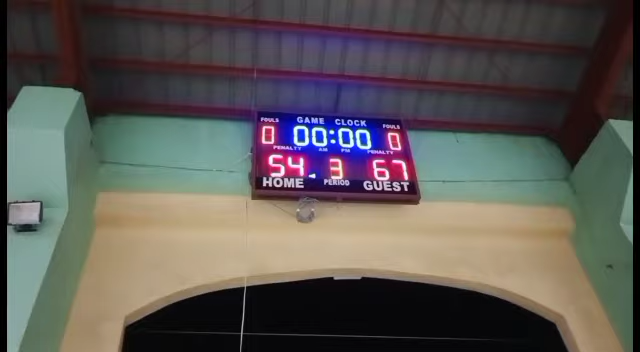 FOULS GAME CLOCK FOULS
0 00:00 0
PENALTY AM PM PENALTY
54 3 67
HOME PERIOD GUEST